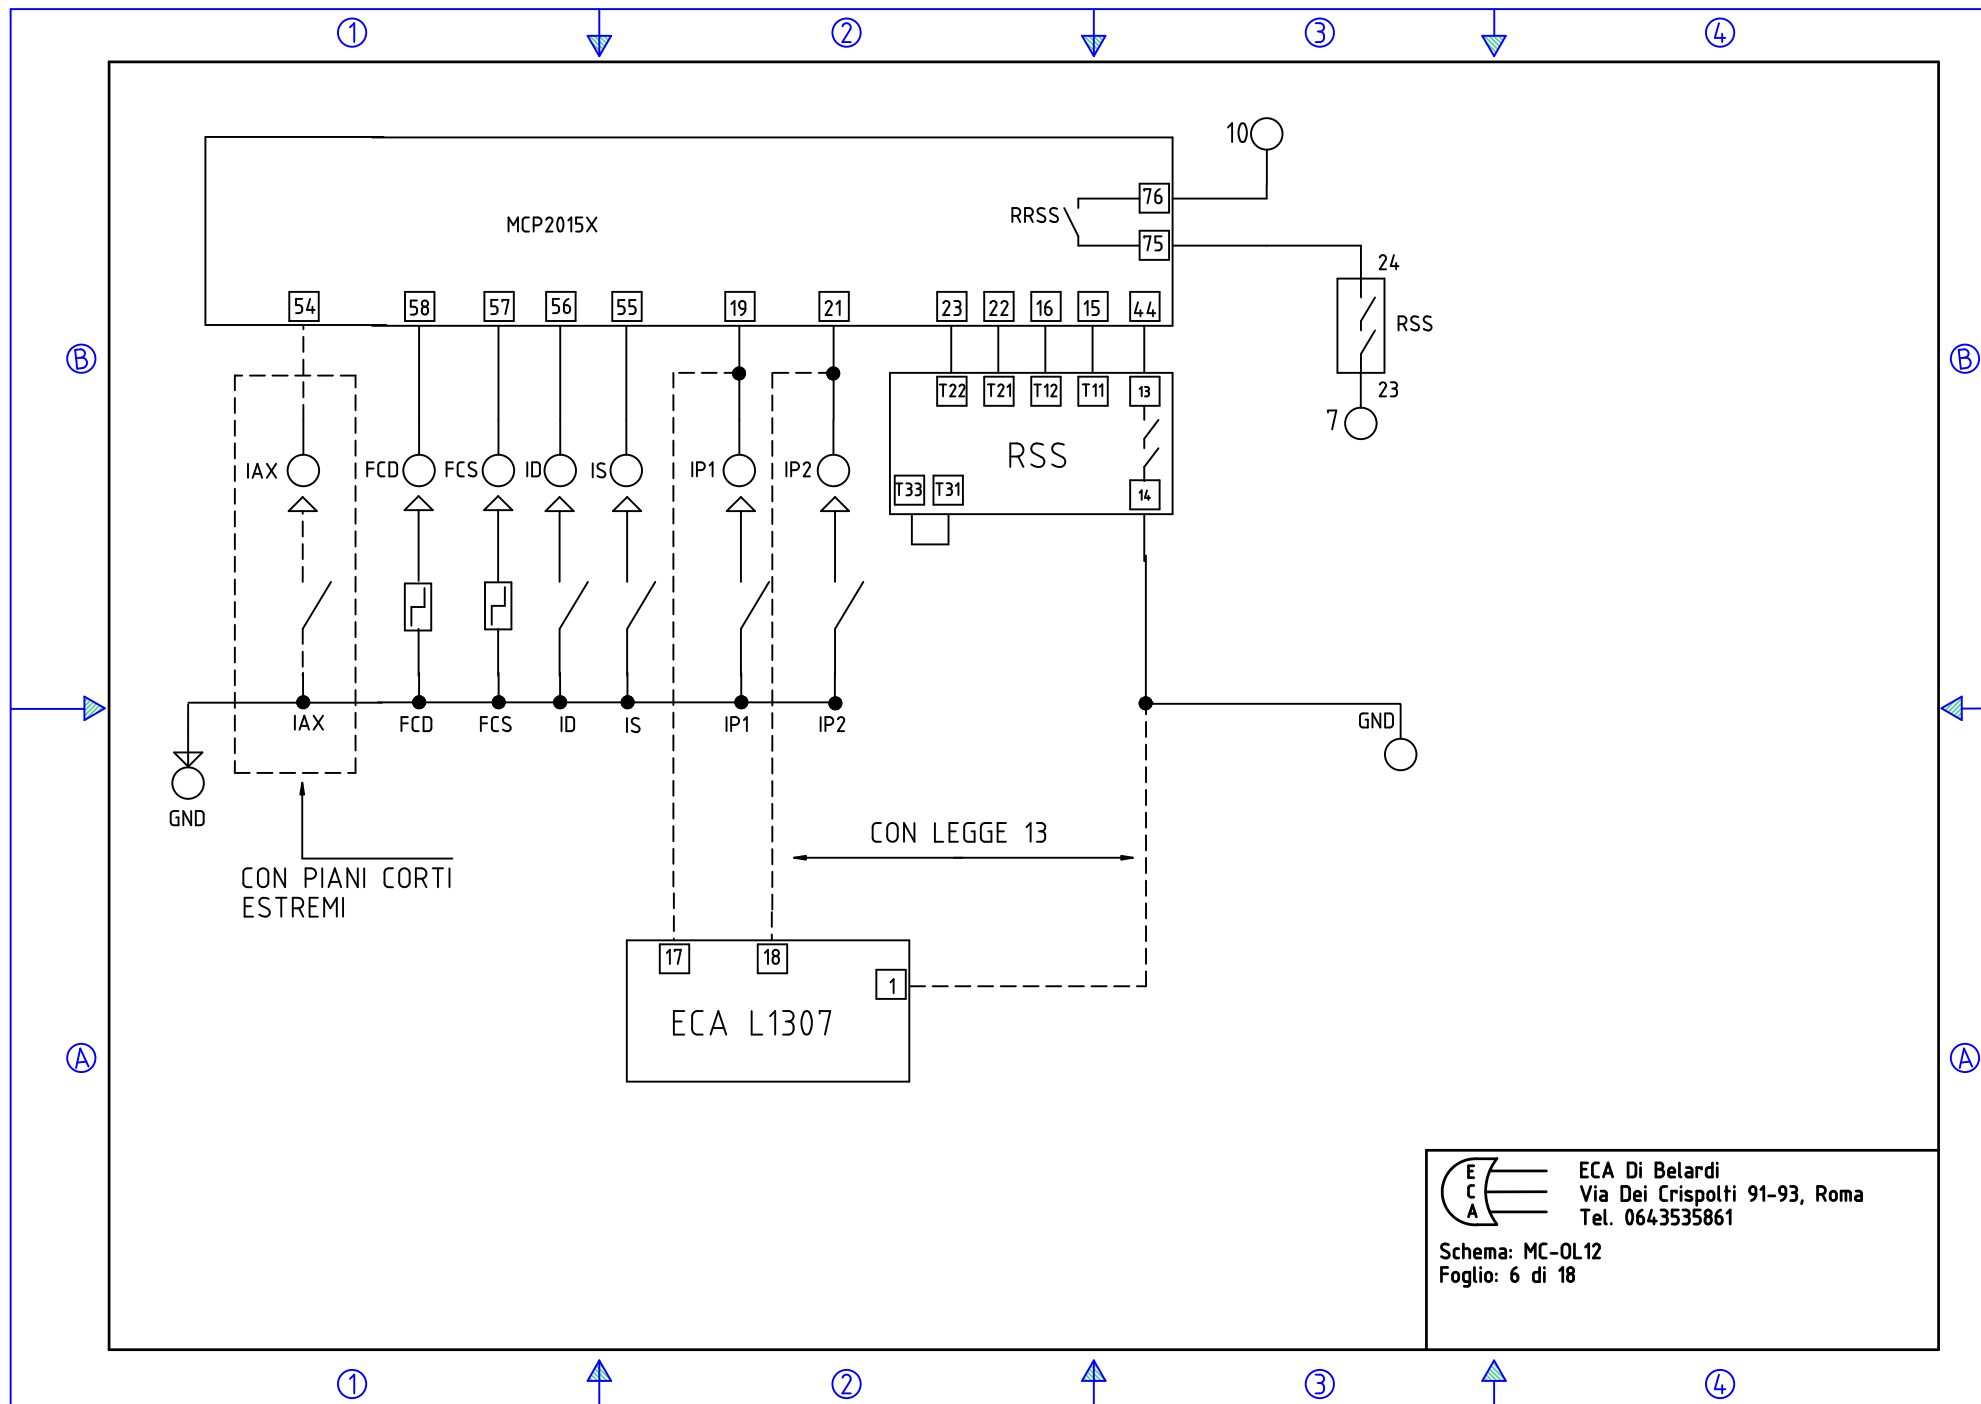 1 2 3 4
10
76
RRSS
MCP2015X
75
24
54 58 57 56 55 19 21 23 22 16 15 44
RSS
B B
T22 T21 T12 T11 13
23
7
RSS
IAX FCD FCS ID IS IP1 IP2
T33 T31 14
IAX FCD FCS ID IS IP1 IP2
GND
GND
CON LEGGE 13
CON PIANI CORTI
ESTREMI
17 18
1
ECA L1307
A A
E
C
A
ECA Di Belardi
Via Dei Crispolti 91-93, Roma
Tel. 0643535861
Schema: MC-OL12
Foglio: 6 di 18
1 2 3 4